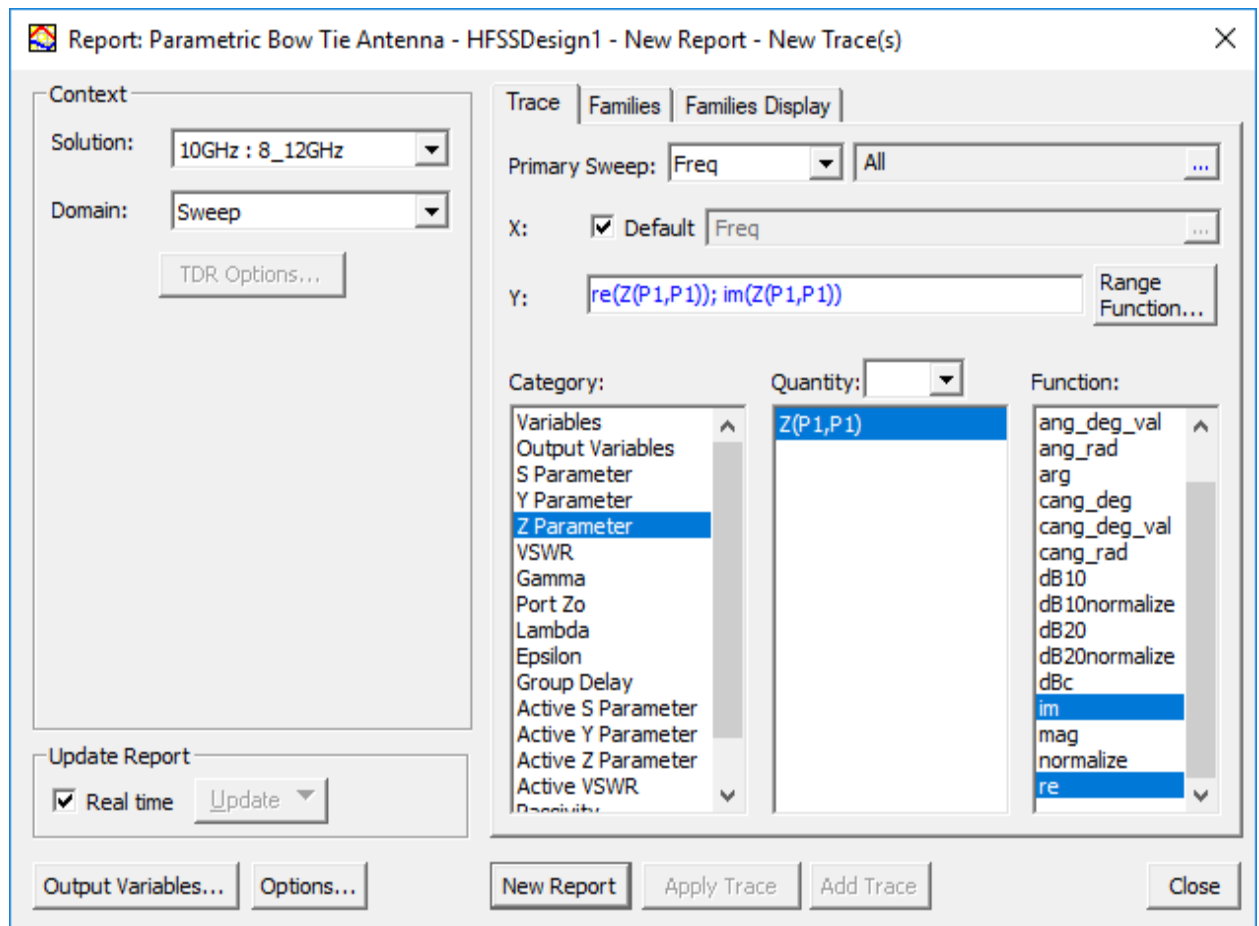 Report: Parametric Bow Tie Antenna - HFSSDesign1 - New Report - New Trace(s)
Context
Solution: 10GHz : 8_12GHz
Domain: Sweep
TDR Options...
Update Report
Real time Update
Output Variables... Options...
Trace Families Families Display
Primary Sweep: Freq All ...
X: Default Freq ...
Y: re(Z(P1,P1)); im(Z(P1,P1))
Range
Function...
Category:
Variables
Output Variables
S Parameter
Y Parameter
Z Parameter
VSWR
Gamma
Port Zo
Lambda
Epsilon
Group Delay
Active S Parameter
Active Y Parameter
Active Z Parameter
Active VSWR
Passivity
Quantity:
Z(P1,P1)
Function:
ang_deg_val
ang_rad
arg
cang_deg
cang_deg_val
cang_rad
dB10
dB10normalize
dB20
dB20normalize
dBc
im
mag
normalize
re
New Report Apply Trace Add Trace Close